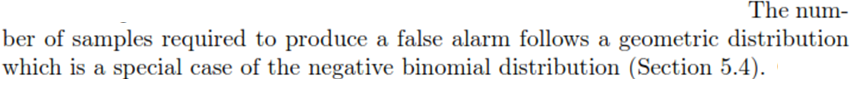 The num-
ber of samples required to produce a false alarm follows a geometric distribution
which is a special case of the negative binomial distribution (Section 5.4).